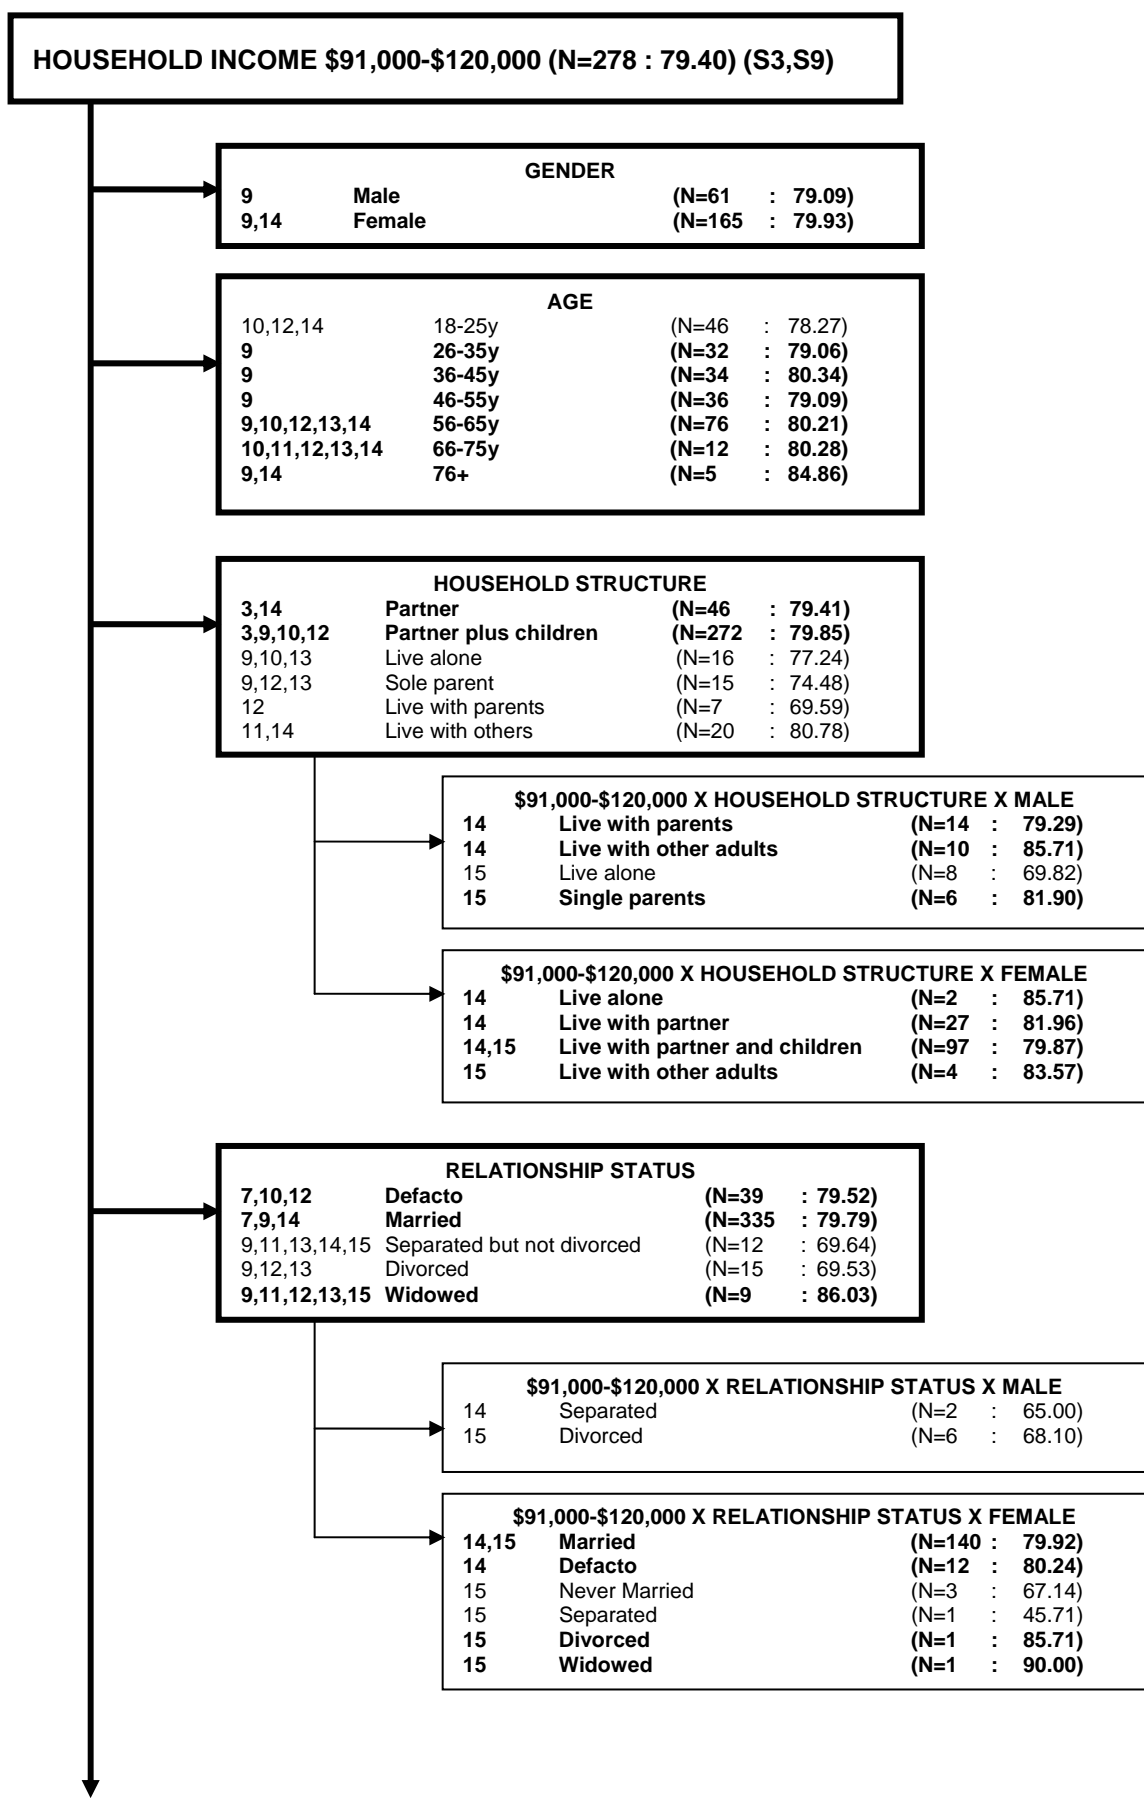 HOUSEHOLD INCOME $91,000-$120,000 (N=278 : 79.40) (S3,S9)
GENDER
9 Male (N=61 : 79.09)
9,14 Female (N=165 : 79.93)
AGE
10,12,14 18-25y (N=46 : 78.27)
9 26-35y (N=32 : 79.06)
9 36-45y (N=34 : 80.34)
9 46-55y (N=36 : 79.09)
9,10,12,13,14 56-65y (N=76 : 80.21)
10,11,12,13,14 66-75y (N=12 : 80.28)
9,14 76+ (N=5 : 84.86)
HOUSEHOLD STRUCTURE
3,14 Partner (N=46 : 79.41)
3,9,10,12 Partner plus children (N=272 : 79.85)
9,10,13 Live alone (N=16 : 77.24)
9,12,13 Sole parent (N=15 : 74.48)
12 Live with parents (N=7 : 69.59)
11,14 Live with others (N=20 : 80.78)
$91,000-$120,000 X HOUSEHOLD STRUCTURE X MALE
14 Live with parents (N=14 : 79.29)
14 Live with other adults (N=10 : 85.71)
15 Live alone (N=8 : 69.82)
15 Single parents (N=6 : 81.90)
$91,000-$120,000 X HOUSEHOLD STRUCTURE X FEMALE
14 Live alone (N=2 : 85.71)
14 Live with partner (N=27 : 81.96)
14,15 Live with partner and children (N=97 : 79.87)
15 Live with other adults (N=4 : 83.57)
RELATIONSHIP STATUS
7,10,12 Defacto (N=39 : 79.52)
7,9,14 Married (N=335 : 79.79)
9,11,13,14,15 Separated but not divorced (N=12 : 69.64)
9,12,13 Divorced (N=15 : 69.53)
9,11,12,13,15 Widowed (N=9 : 86.03)
$91,000-$120,000 X RELATIONSHIP STATUS X MALE
14 Separated (N=2 : 65.00)
15 Divorced (N=6 : 68.10)
$91,000-$120,000 X RELATIONSHIP STATUS X FEMALE
14,15 Married (N=140 : 79.92)
14 Defacto (N=12 : 80.24)
15 Never Married (N=3 : 67.14)
15 Separated (N=1 : 45.71)
15 Divorced (N=1 : 85.71)
15 Widowed (N=1 : 90.00)